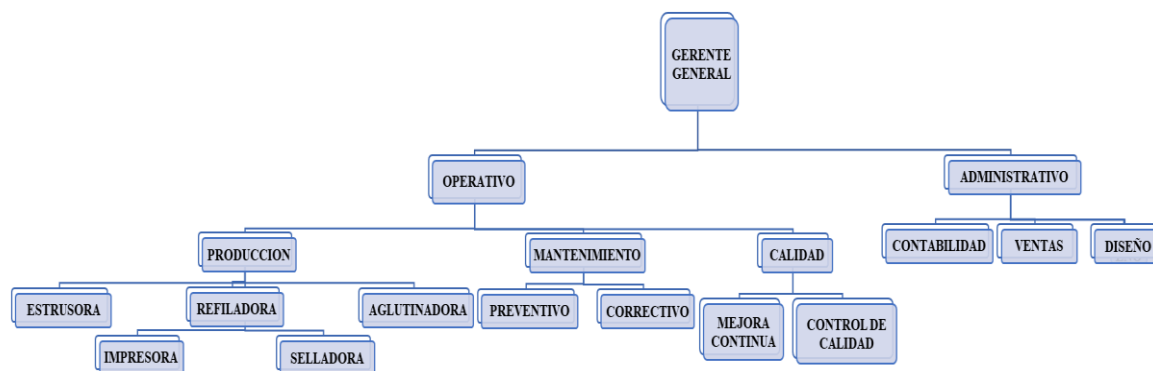 GERENTE
GENERAL
OPERATIVO
ADMINISTRATIVO
PRODUCCION
MANTENIMIENTO
CALIDAD
CONTABILIDAD
VENTAS
DISEÑO
ESTRUSORA
REFILADORA
AGLUTINADORA
PREVENTIVO
CORRECTIVO
MEJORA
CONTINUA
CONTROL DE
CALIDAD
IMPRESORA
SELLADORA